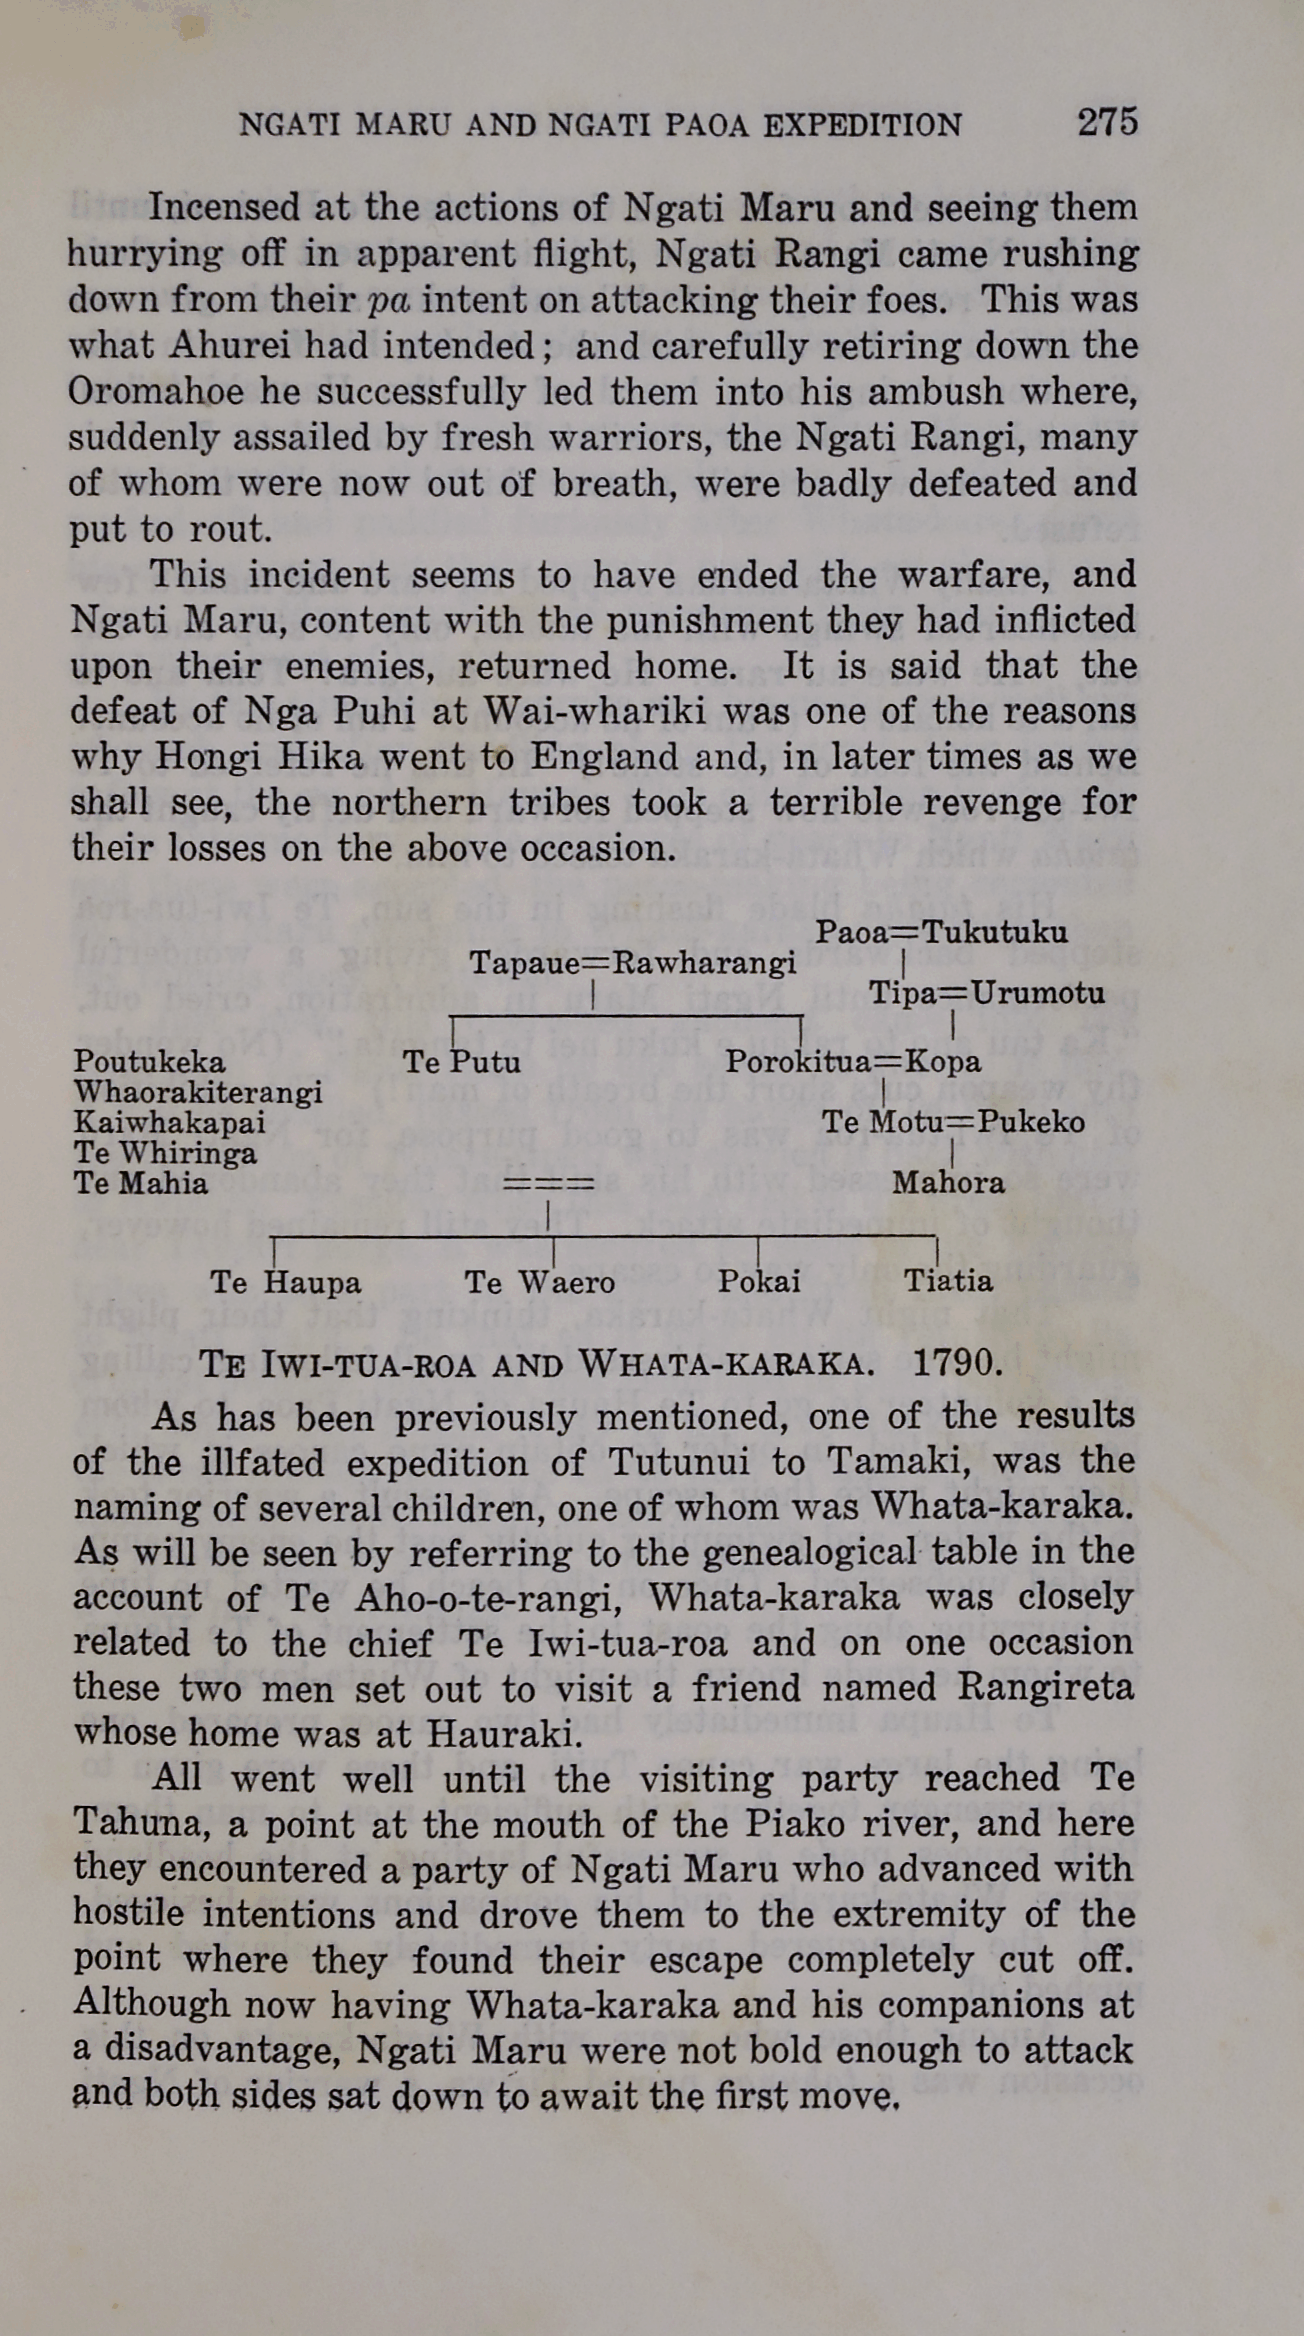 NGATI MARU AND NGATI PAOA EXPEDITION 275
Incensed at the actions of Ngati Maru and seeing them
hurrying off in apparent flight, Ngati Rangi came rushing
down from their pa intent on attacking their foes. This was
what Ahurei had intended; and carefully retiring down the
Oromahoe he successfully led them into his ambush where,
suddenly assailed by fresh warriors, the Ngati Rangi, many
of whom were now out of breath, were badly defeated and
put to rout.
This incident seems to have ended the warfare, and
Ngati Maru, content with the punishment they had inflicted
upon their enemies, returned home. It is said that the
defeat of Nga Puhi at Wai-whariki was one of the reasons
why Hongi Hika went to England and, in later times as we
shall see, the northern tribes took a terrible revenge for
their losses on the above occasion.
Paoa=Tukutuku
Tapaue=Rawharangi
Tipa=Urumotu
Poutukeka Te Putu Porokitua=Kopa
Whaorakiterangi
Kaiwhakapai Te Motu=Pukeko
Te Whiringa
Te Mahia === Mahora
Te Haupa Te Waero Pokai Tiatia
TE IWI-TUA-ROA AND WHATA-KARAKA. 1790.
As has been previously mentioned, one of the results
of the illfated expedition of Tutunui to Tamaki, was the
naming of several children, one of whom was Whata-karaka.
As will be seen by referring to the genealogical table in the
account of Te Aho-o-te-rangi, Whata-karaka was closely
related to the chief Te Iwi-tua-roa and on one occasion
these two men set out to visit a friend named Rangireta
whose home was at Hauraki.
All went well until the visiting party reached Te
Tahuna, a point at the mouth of the Piako river, and here
they encountered a party of Ngati Maru who advanced with
hostile intentions and drove them to the extremity of the
point where they found their escape completely cut off.
Although now having Whata-karaka and his companions at
a disadvantage, Ngati Maru were not bold enough to attack
and both sides sat down to await the first move.